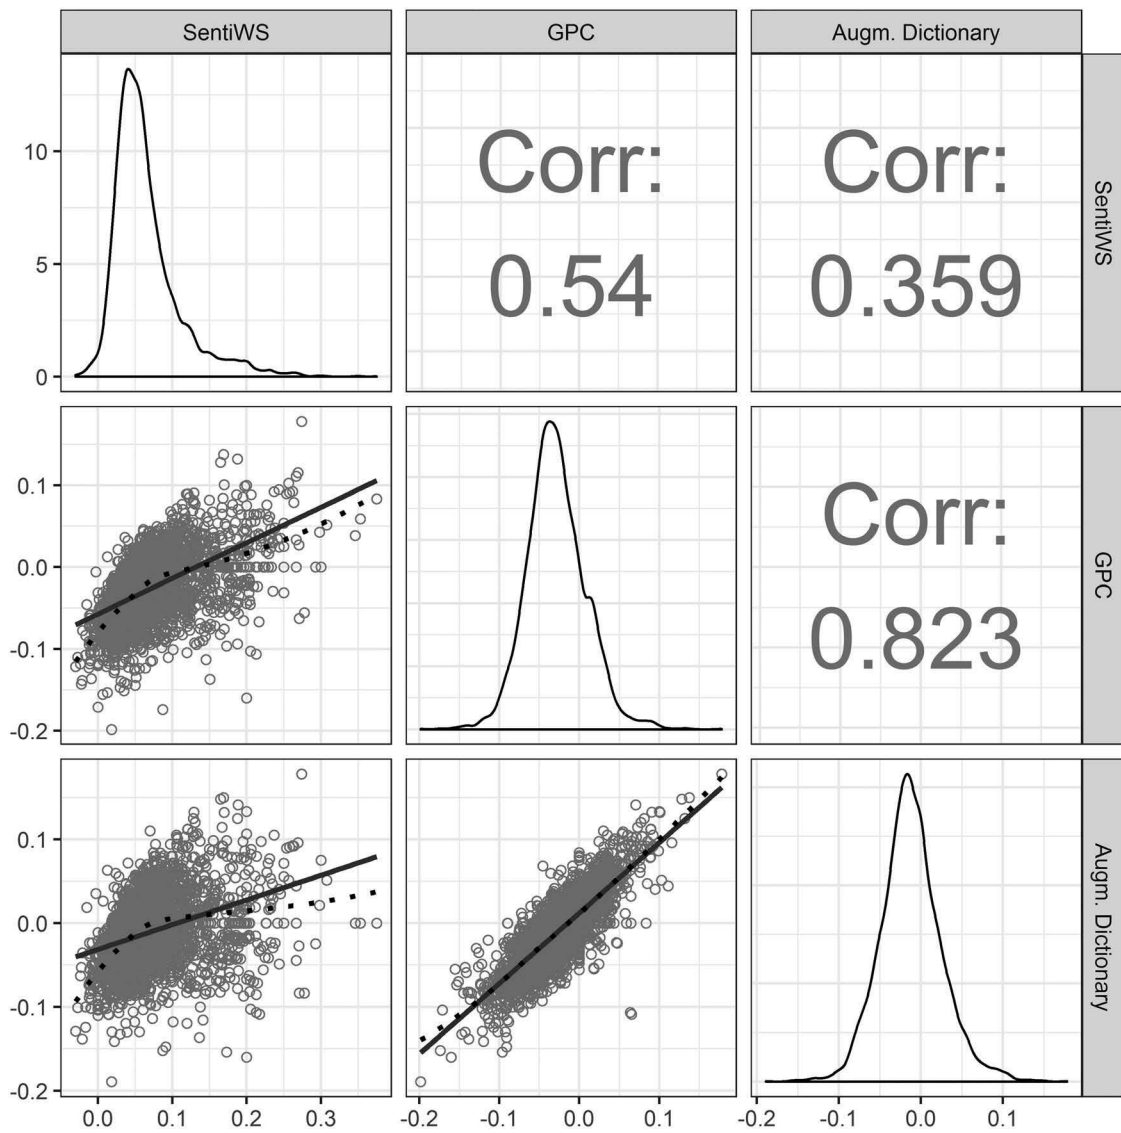 SentiWS GPC Augm. Dictionary
10
5
0
Corr:
0.54
Corr:
0.359
SentiWS
0.1
0.0
-0.1
-0.2
Corr:
0.823
GPC
0.1
0.0
-0.1
-0.2
Augm. Dictionary
0.0 0.1 0.2 0.3 -0.2 -0.1 0.0 0.1 -0.2 -0.1 0.0 0.1